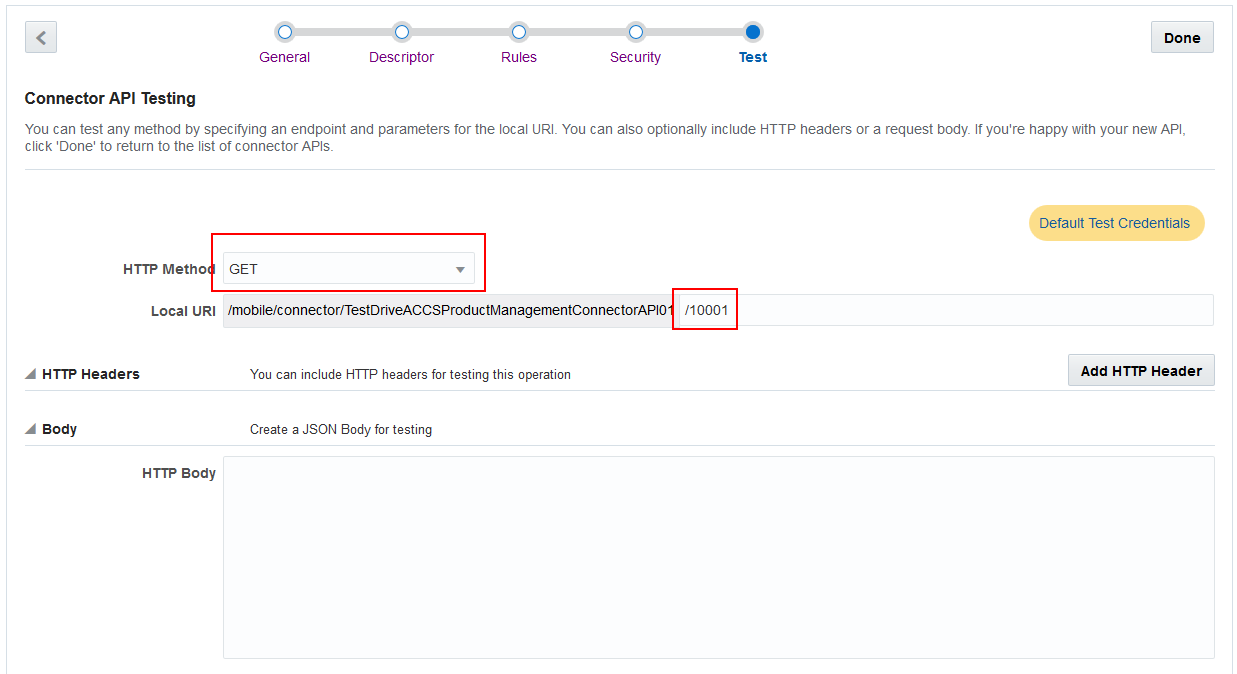 General
Descriptor
Rules
Security
Test
Done
Connector API Testing
You can test any method by specifying an endpoint and parameters for the local URI. You can also optionally include HTTP headers or a request body. If you're happy with your new API,
click 'Done' to return to the list of connector APIs.
Default Test Credentials
HTTP Method GET
Local URI /mobile/connector/TestDriveACCSProductManagementConnectorAPI01 /10001
HTTP Headers You can include HTTP headers for testing this operation Add HTTP Header
Body Create a JSON Body for testing
HTTP Body